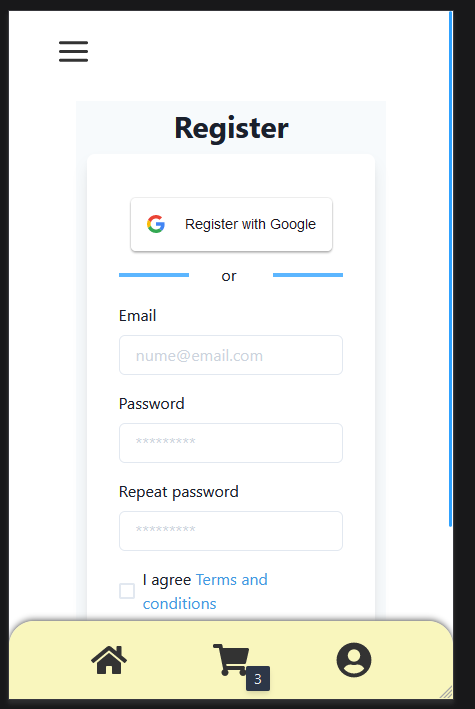 Register
Register with Google
or
Email
nume@email.com
Password
*********
Repeat password
*********
I agree Terms and
conditions
3